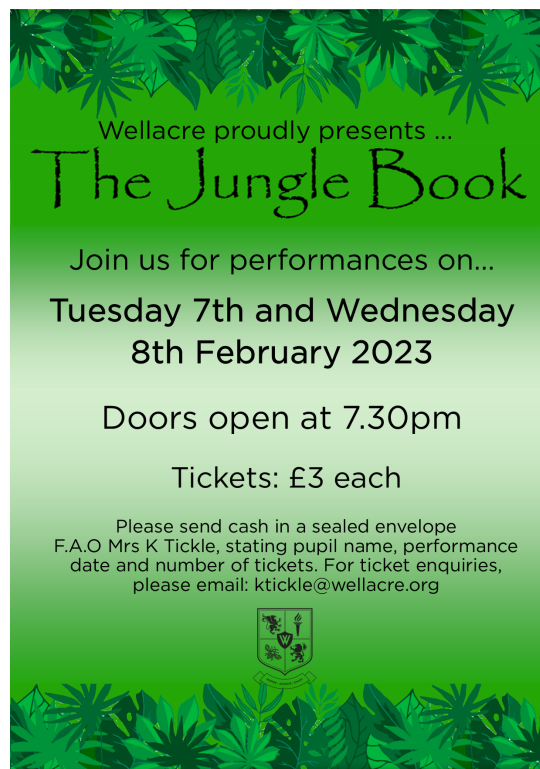 Wellacre proudly presents ...
The Jungle Book
Join us for performances on...
Tuesday 7th and Wednesday
8th February 2023
Doors open at 7.30pm
Tickets: £3 each
Please send cash in a sealed envelope
F.A.O Mrs K Tickle, stating pupil name, performance
date and number of tickets. For ticket enquiries,
please email: ktickle@wellacre.org
W